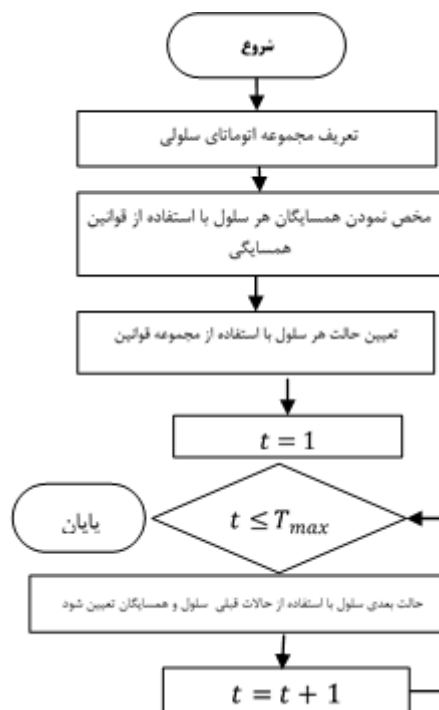 شروع
تعریف مجموعه اتوماتای سلولی
مخص نمودن همسایگان هر سلول با استفاده از قوانین
همسایگی
تعیین حالت هر سلول با استفاده از مجموعه قوانین
t = 1
t ≤ T_max
پایان
حالت بعدی سلول با استفاده از حالات قبلی سلول و همسایگان تعیین شود
t = t + 1